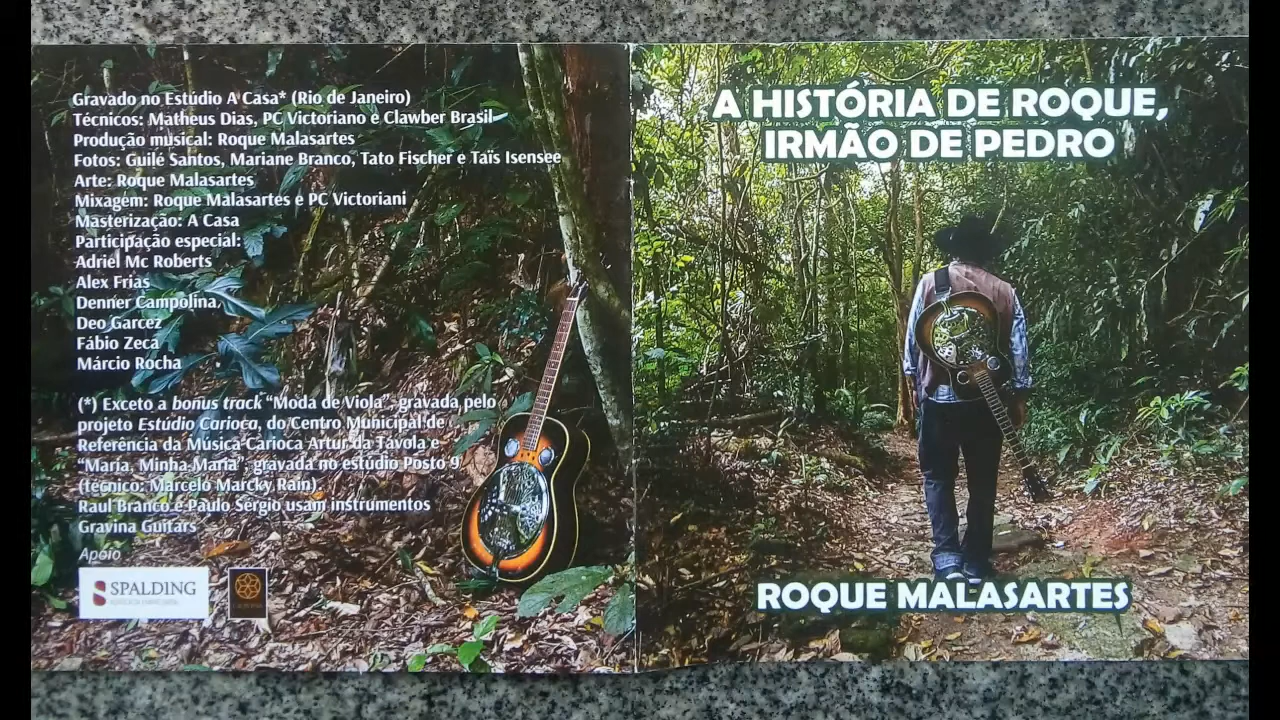 Gravado no Estúdio A Casa* (Rio de Janeiro)
Técnicos: Matheus Dias, PC Victoriano e Clawber Brasil
Produção musical: Roque Malasartes
Fotos: Guilé Santos, Mariane Branco, Tato Fischer e Taïs Isensee
Arte: Roque Malasartes
Mixagem: Roque Malasartes e PC Victoriani
Masterização: A Casa
Participação especial:
Adriel Mc Roberts
Alex Frias
Denner Campolina
Deo Garcez
Fábio Zeca
Márcio Rocha
(*) Exceto a bonus track “Moda de Viola”, gravada pelo
projeto Estúdio Carioca, do Centro Municipal de
Referência da Música Carioca Artur da Távola e
“Maria, Minha Maria”, gravada no estúdio Posto 9
(técnico: Marcelo Marcky Rain).
Raul Branco e Paulo Sérgio usam instrumentos
Gravina Guitars
Apoio
SPALDING
A HISTÓRIA DE ROQUE,
IRMÃO DE PEDRO
ROQUE MALASARTES